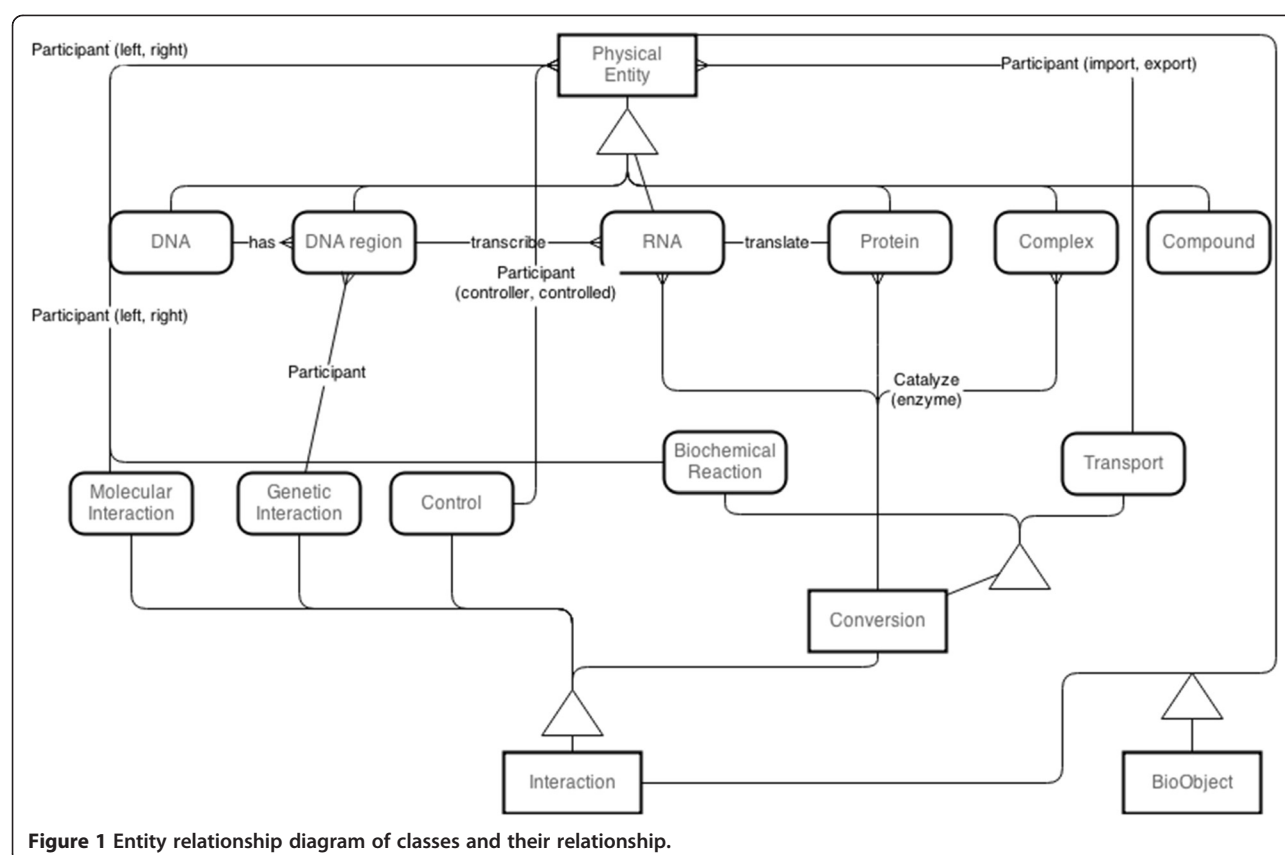 Participant (left, right)
Physical
Entity
Participant (import, export)
DNA
has
DNA region
transcribe
RNA
translate
Protein
Complex
Compound
Participant
(controller, controlled)
Participant (left, right)
Participant
Catalyze
(enzyme)
Biochemical
Reaction
Transport
Molecular
Interaction
Genetic
Interaction
Control
Conversion
Interaction
BioObject
Figure 1 Entity relationship diagram of classes and their relationship.